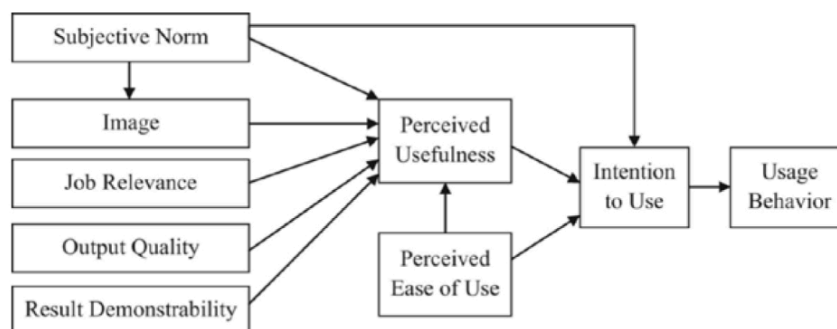 Subjective Norm
Image
Job Relevance
Output Quality
Result Demonstrability
Perceived
Usefulness
Perceived
Ease of Use
Intention
to Use
Usage
Behavior